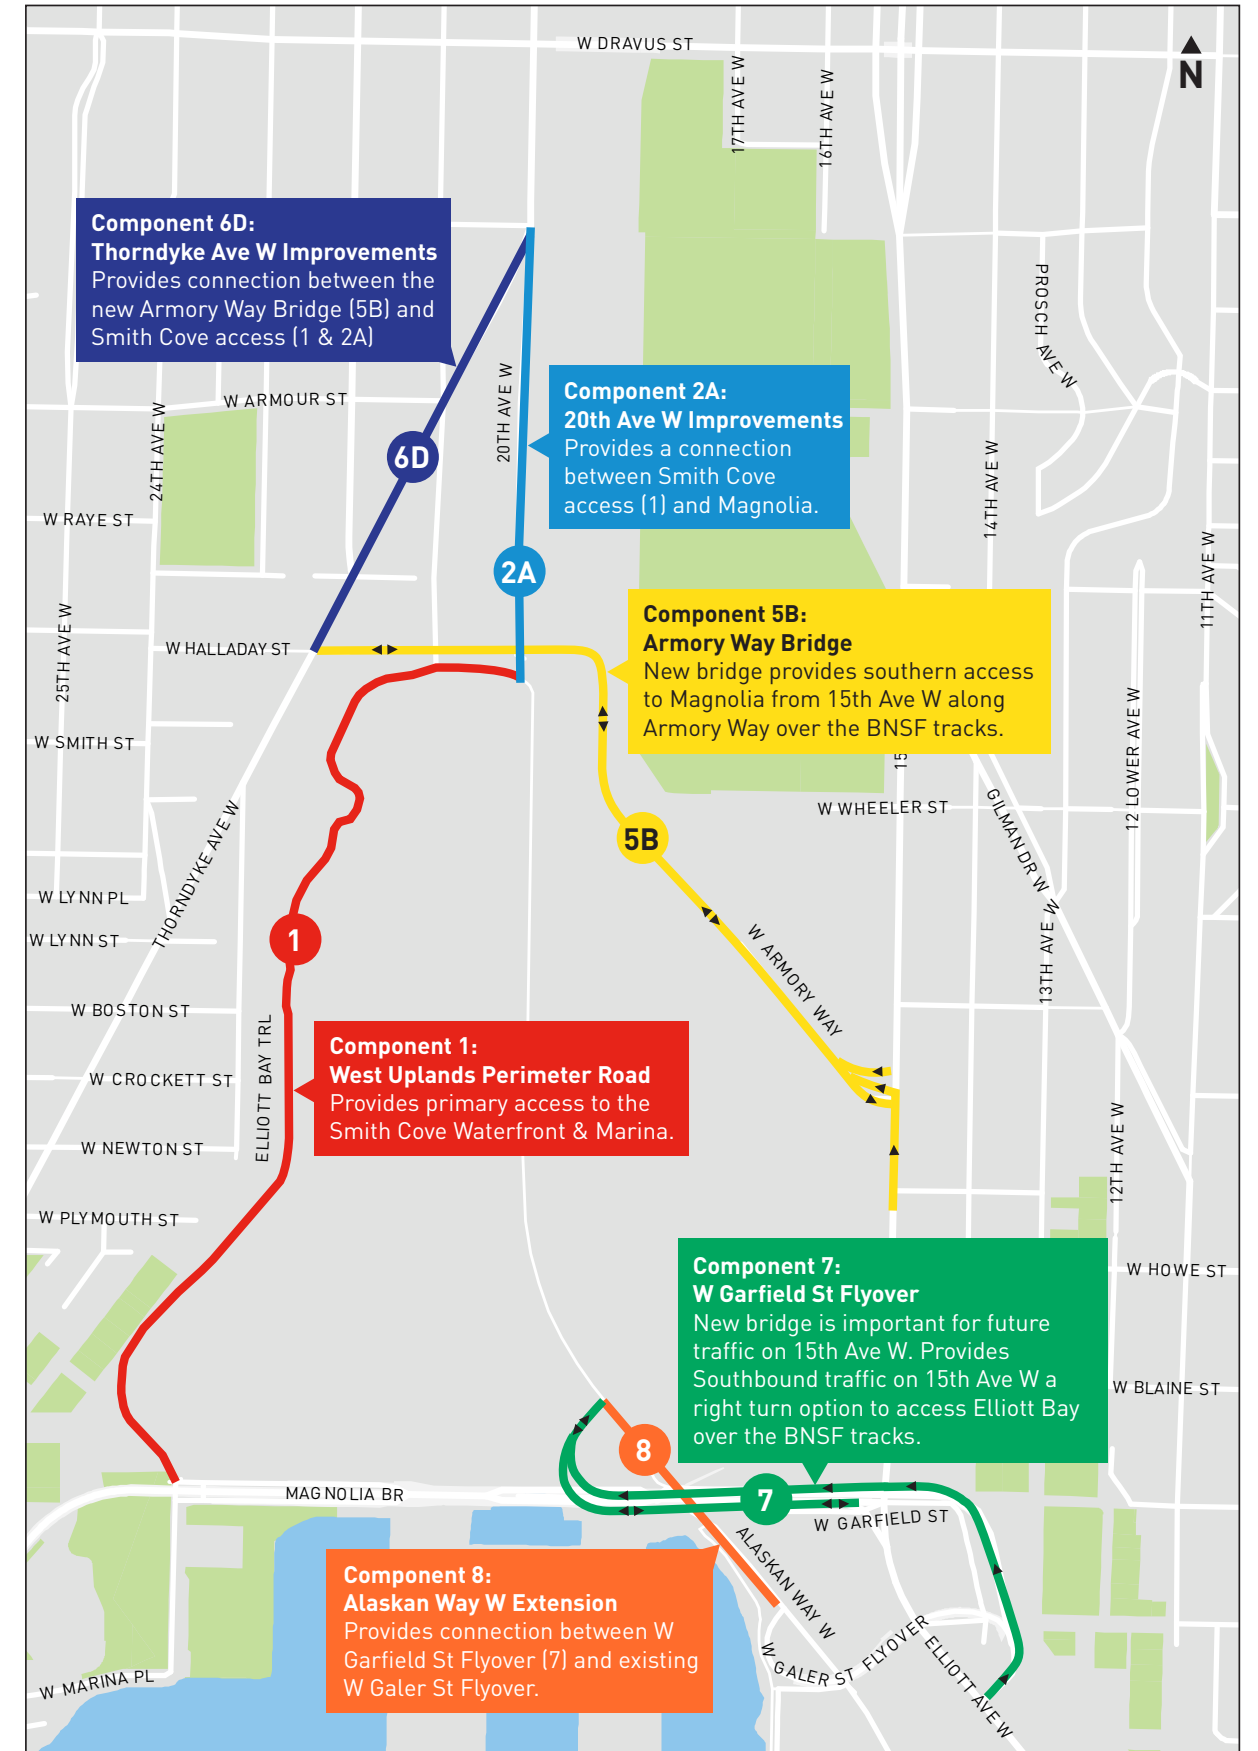 W DRAVUS ST
N
17TH AVE W
16TH AVE W
Component 6D:
Thorndyke Ave W Improvements
Provides connection between the
new Armory Way Bridge (5B) and
Smith Cove access (1 & 2A)
PROSCH AVE W
W ARMOUR ST
20TH AVE W
Component 2A:
20th Ave W Improvements
Provides a connection
between Smith Cove
access (1) and Magnolia.
24TH AVE W
6D
14TH AVE W
W RAYE ST
11TH AVE W
2A
25TH AVE W
W HALLADAY ST
Component 5B:
Armory Way Bridge
New bridge provides southern access
to Magnolia from 15th Ave W along
Armory Way over the BNSF tracks.
W SMITH ST
15
12 LOWER AVE W
W WHEELER ST
GILMAN DR W
5B
THORNDYKE AVE W
W LYNN PL
W LYNN ST
1
W ARMORY WAY
13TH AVE W
W BOSTON ST
ELLIOTT BAY TRL
Component 1:
West Uplands Perimeter Road
Provides primary access to the
Smith Cove Waterfront & Marina.
W CROCKETT ST
W NEWTON ST
12TH AVE W
W PLYMOUTH ST
Component 7:
W Garfield St Flyover
New bridge is important for future
traffic on 15th Ave W. Provides
Southbound traffic on 15th Ave W a
right turn option to access Elliott Bay
over the BNSF tracks.
W HOWE ST
W BLAINE ST
8
MAGNOLIA BR
7
W GARFIELD ST
ALASKAN WAY W
Component 8:
Alaskan Way W Extension
Provides connection between W
Garfield St Flyover (7) and existing
W Galer St Flyover.
W GALER ST FLYOVER
ELLIOTT AVE W
W MARINA PL